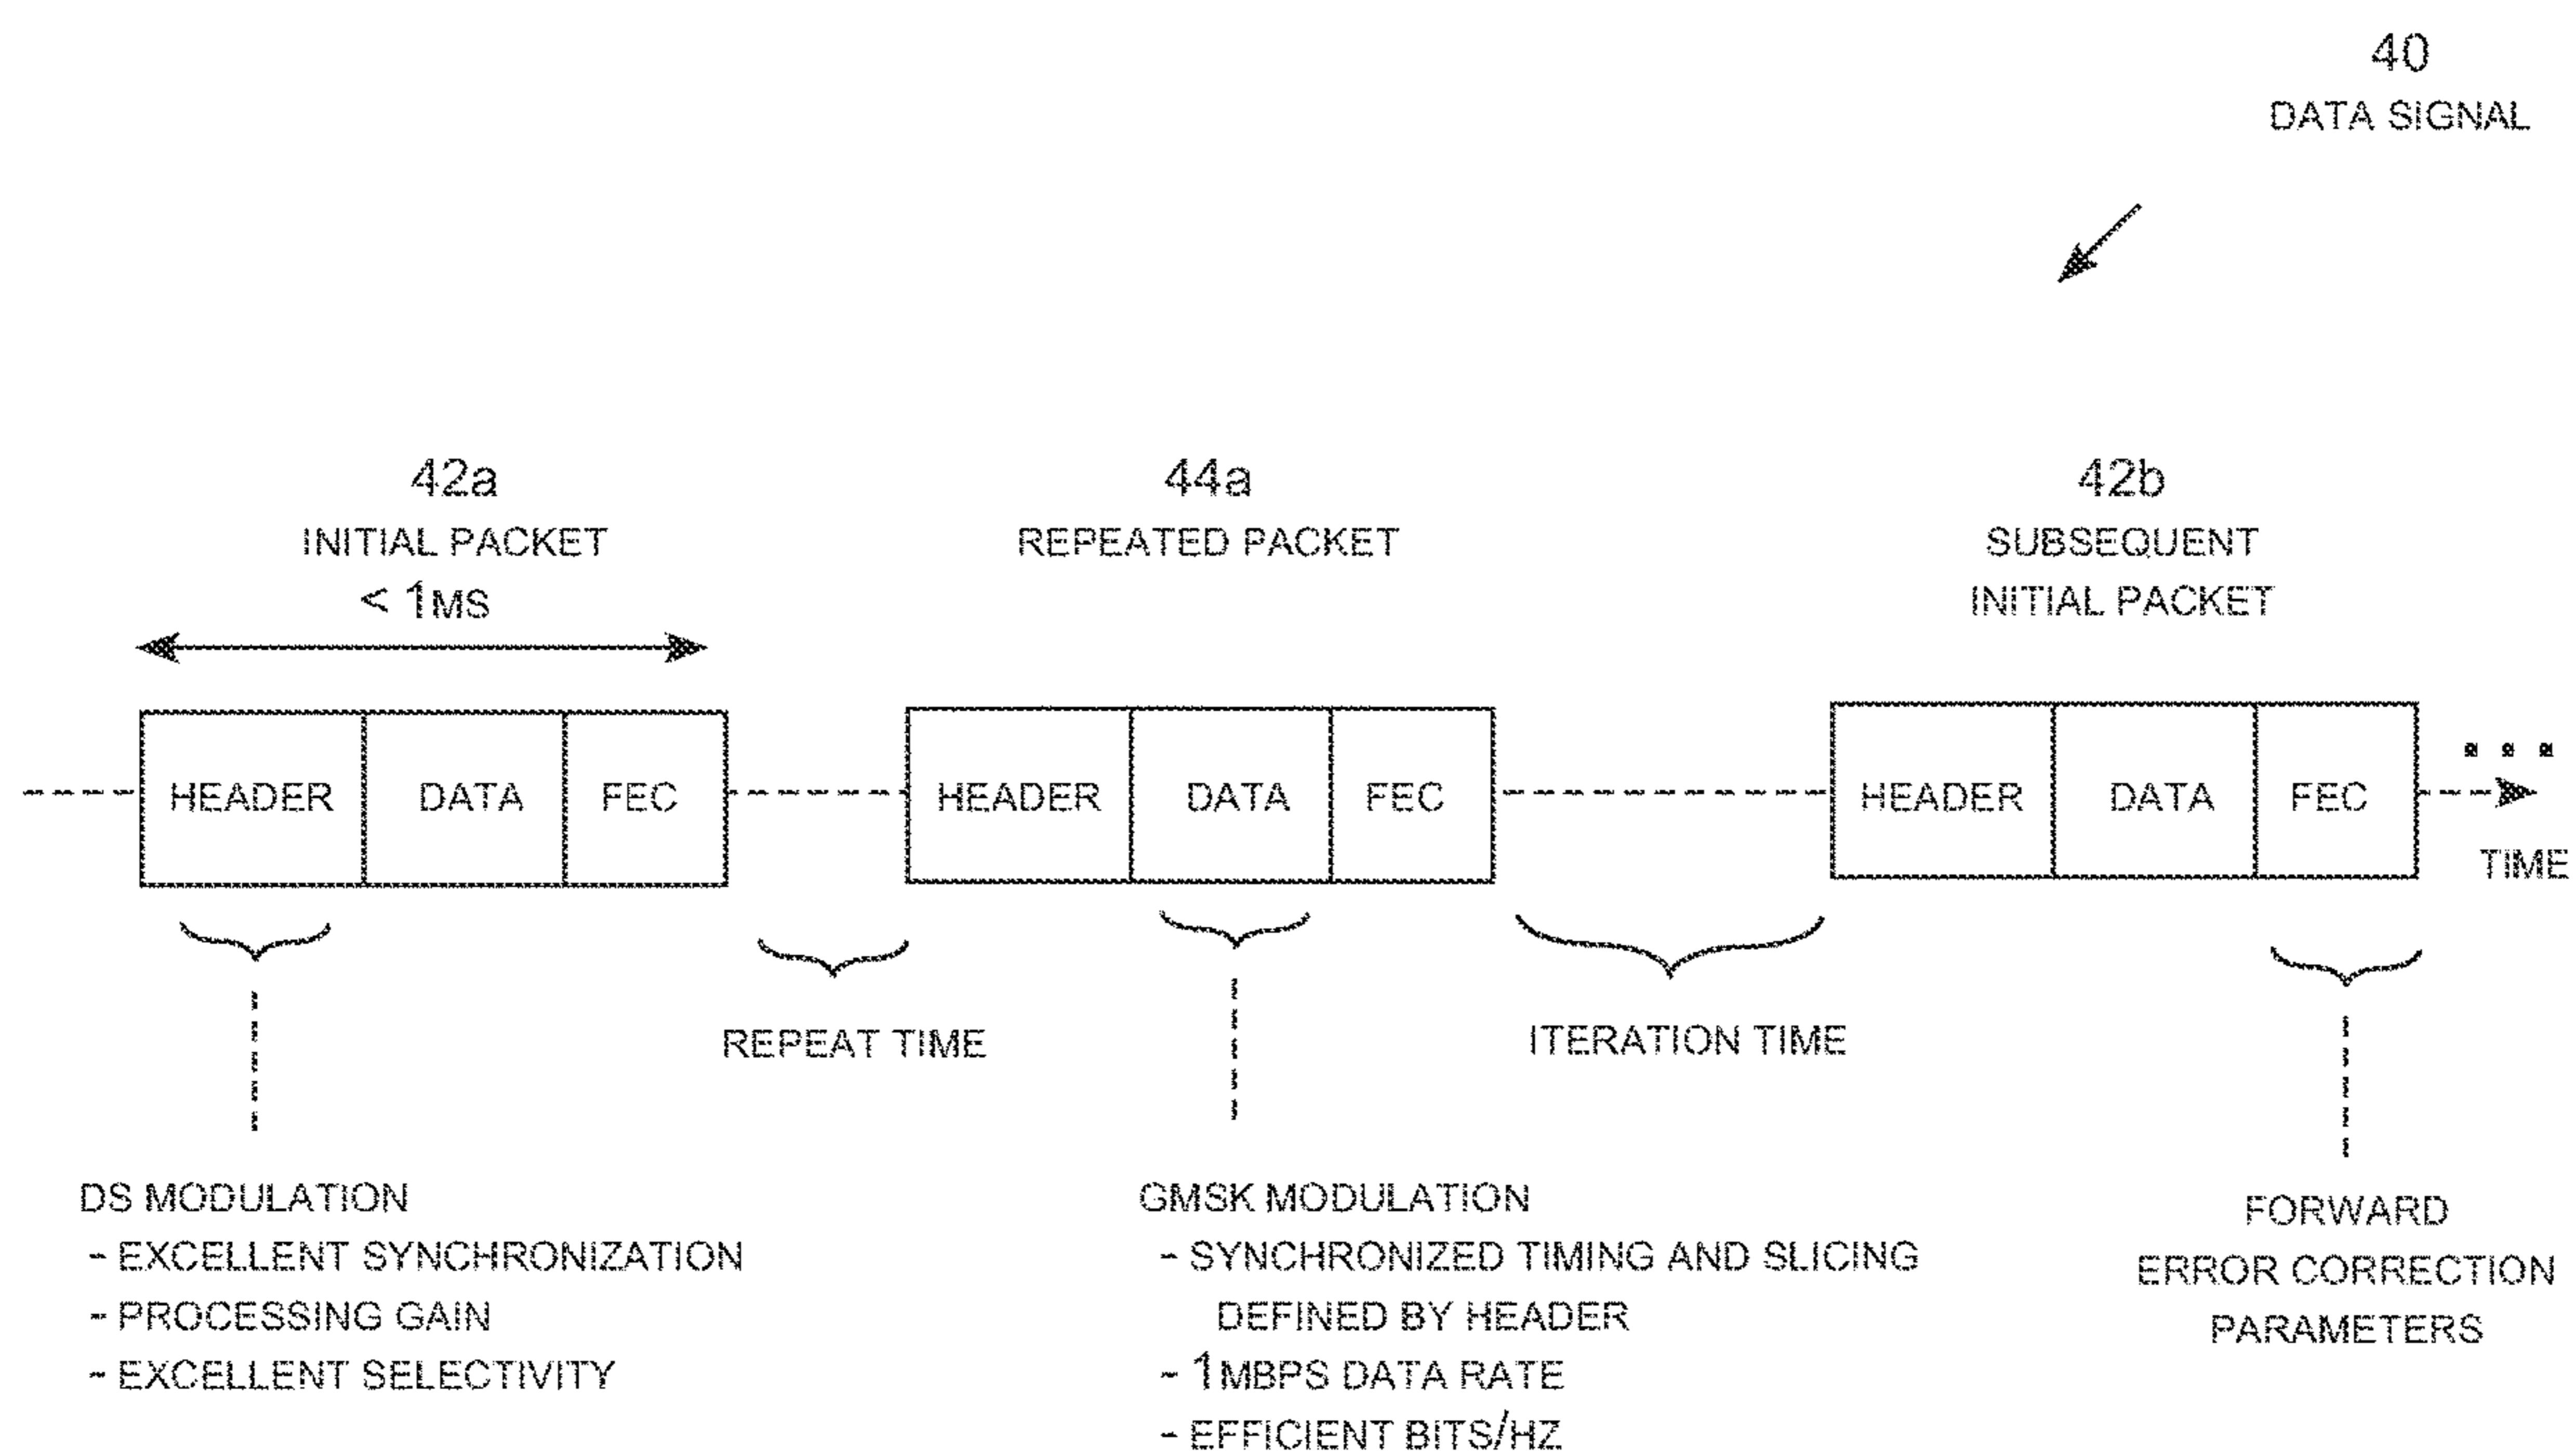 40
DATA SIGNAL
42a
INITIAL PACKET
< 1MS
44a
REPEATED PACKET
42b
SUBSEQUENT
INITIAL PACKET
HEADER DATA FEC HEADER DATA FEC HEADER DATA FEC ...
TIME
REPEAT TIME
ITERATION TIME
DS MODULATION
- EXCELLENT SYNCHRONIZATION
- PROCESSING GAIN
- EXCELLENT SELECTIVITY
GMSK MODULATION
- SYNCHRONIZED TIMING AND SLICING
DEFINED BY HEADER
- 1MBPS DATA RATE
- EFFICIENT BITS/HZ
FORWARD
ERROR CORRECTION
PARAMETERS